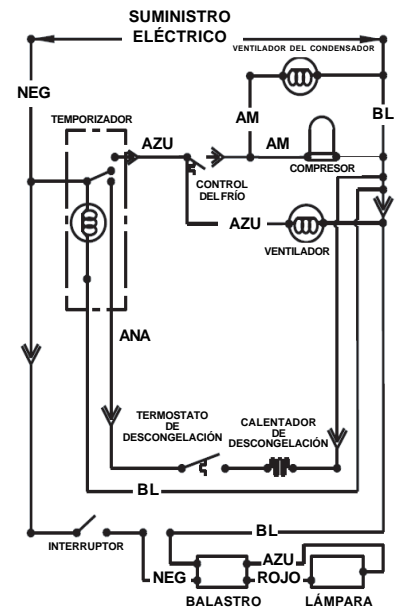 SUMINISTRO
ELÉCTRICO
VENTILADOR DEL CONDENSADOR
NEG
BL
TEMPORIZADOR
AZU
AM
AM
COMPRESOR
CONTROL
DEL FRÍO
AZU
VENTILADOR
ANA
TERMOSTATO
DE
DESCONGELACIÓN
CALENTADOR
DE
DESCONGELACIÓN
BL
BL
INTERRUPTOR
AZU
NEG
ROJO
BALASTRO
LÁMPARA